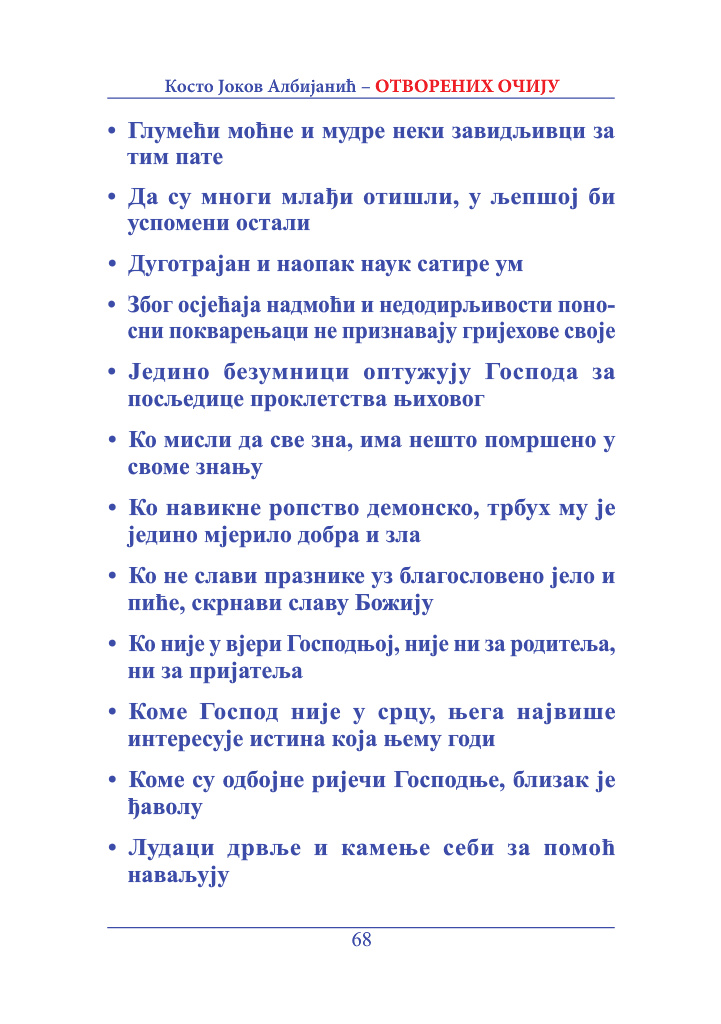 Косто Јоков Албијанић – ОТВОРЕНИХ ОЧИЈУ
• Глумећи моћне и мудре неки завидљивци за
тим пате
• Да су многи млађи отишли, у љепшој би
успомени остали
• Дуготрајан и наопак наук сатире ум
• Због осјећаја надмоћи и недодирљивости поно-
сни покварењаци не признавају гријехове своје
• Једино безумници оптужују Господа за
посљедице проклетства њиховог
• Ко мисли да све зна, има нешто помршено у
своме знању
• Ко навикне ропство демонско, трбух му је
једино мјерило добра и зла
• Ко не слави празнике уз благословено јело и
пиће, скрнави славу Божију
• Ко није у вјери Господњој, није ни за родитеља,
ни за пријатеља
• Коме Господ није у срцу, њега највише
интересује истина која њему годи
• Коме су одбојне ријечи Господње, близак је
ђаволу
• Лудаци дрвље и камење себи за помоћ
наваљују
68